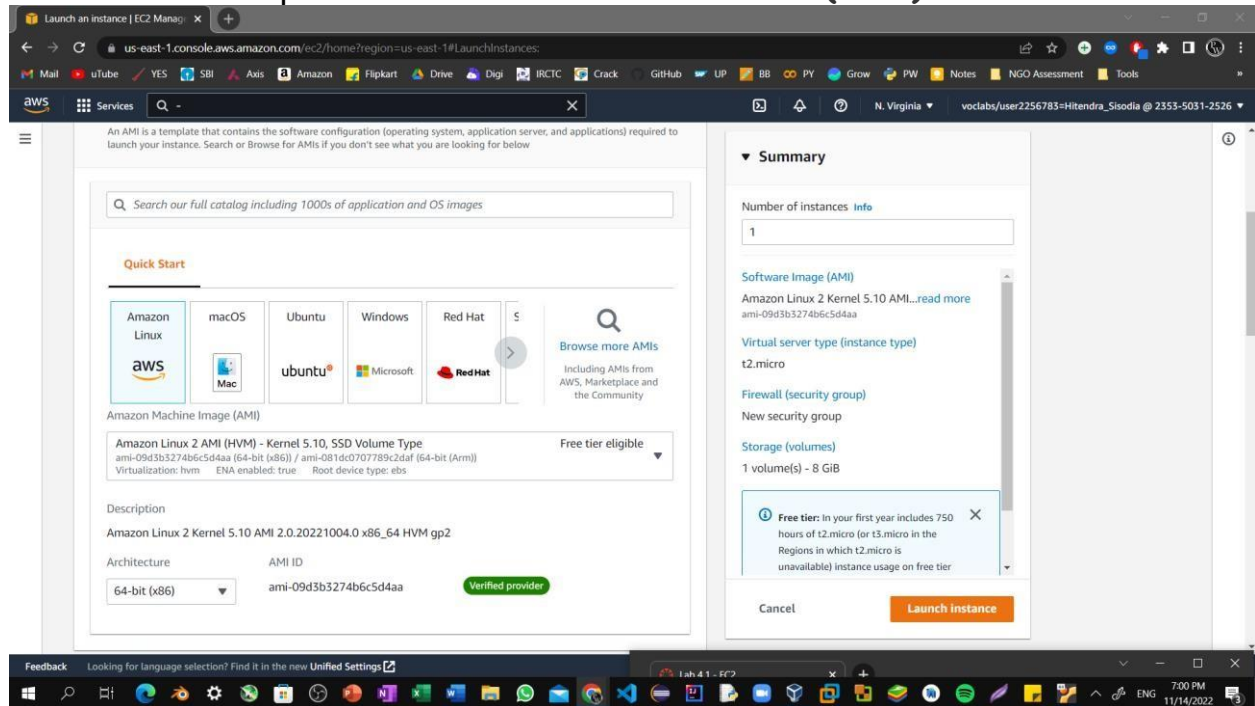 Launch an instance | EC2 Manag
us-east-1.console.aws.amazon.com/ec2/home?region=us-east-1#LaunchInstances:
Mail uTube YES SBI Axis Amazon Flipkart Drive Digi IRCTC Crack GitHub UP BB PY Grow PW Notes NGO Assessment Tools »
aws Services - N. Virginia voclabs/user2256783=Hitendra_Sisodia @ 2353-5031-2526
An AMI is a template that contains the software configuration (operating system, application server, and applications) required to
launch your instance. Search or Browse for AMIs if you don't see what you are looking for below
Search our full catalog including 1000s of application and OS images
Quick Start
Amazon Linux
macOS
Ubuntu
Windows
Red Hat
S
aws
Mac
ubuntu
Microsoft
Red Hat
Browse more AMIs
Including AMIs from
AWS, Marketplace and
the Community
Amazon Machine Image (AMI)
Amazon Linux 2 AMI (HVM) - Kernel 5.10, SSD Volume Type
Free tier eligible
ami-09d3b3274b6c5d4aa (64-bit (x86)) / ami-081dc0707789c2daf (64-bit (Arm))
Virtualization: hvm ENA enabled: true Root device type: ebs
Description
Amazon Linux 2 Kernel 5.10 AMI 2.0.20221004.0 x86_64 HVM gp2
Architecture
AMI ID
64-bit (x86)
ami-09d3b3274b6c5d4aa
Verified provider
Summary
Number of instances Info
1
Software Image (AMI)
Amazon Linux 2 Kernel 5.10 AMI...read more
ami-09d3b3274b6c5d4aa
Virtual server type (instance type)
t2.micro
Firewall (security group)
New security group
Storage (volumes)
1 volume(s) - 8 GiB
Free tier: In your first year includes 750
hours of t2.micro (or t3.micro in the
Regions in which t2.micro is
unavailable) instance usage on free tier
Cancel
Launch instance
Feedback Looking for language selection? Find it in the new Unified Settings
Lab 4.1 - EC2
ENG
7:00 PM
11/14/2022
3